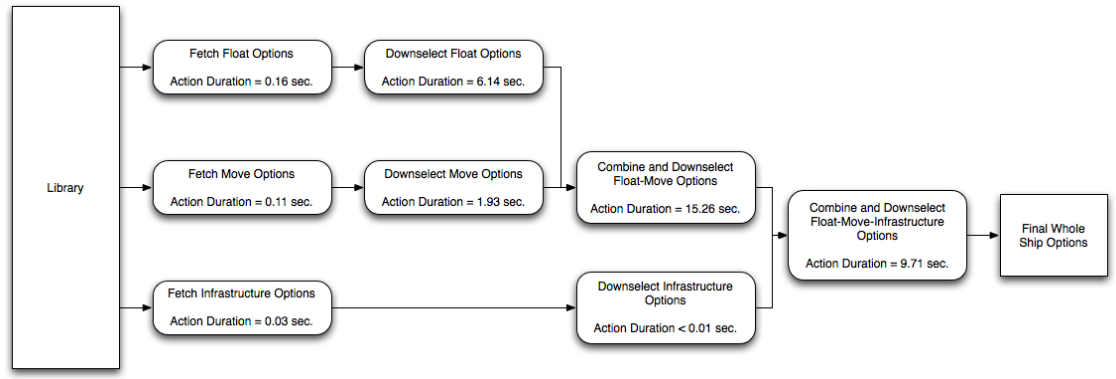 Library
Fetch Float Options
Action Duration = 0.16 sec.
Downselect Float Options
Action Duration = 6.14 sec.
Fetch Move Options
Action Duration = 0.11 sec.
Downselect Move Options
Action Duration = 1.93 sec.
Combine and Downselect
Float-Move Options
Action Duration = 15.26 sec.
Fetch Infrastructure Options
Action Duration = 0.03 sec.
Downselect Infrastructure
Options
Action Duration < 0.01 sec.
Combine and Downselect
Float-Move-Infrastructure
Options
Action Duration = 9.71 sec.
Final Whole
Ship Options